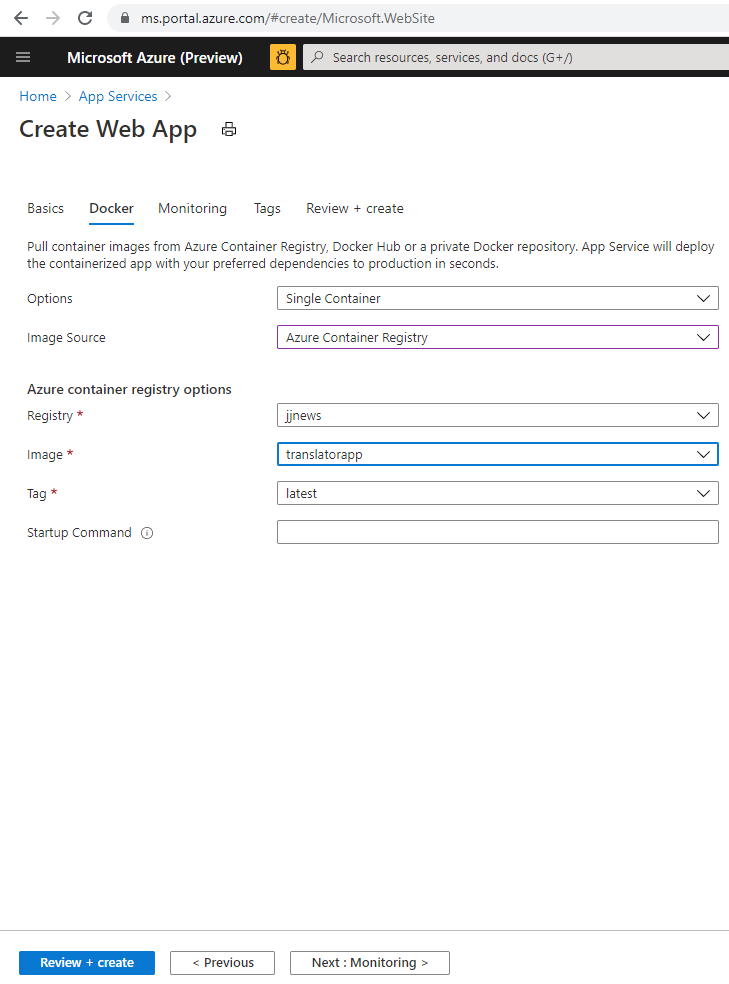 ms.portal.azure.com/#create/Microsoft.WebSite
Microsoft Azure (Preview)
Search resources, services, and docs (G+/)
Home > App Services >
Create Web App
Basics Docker Monitoring Tags Review + create
Pull container images from Azure Container Registry, Docker Hub or a private Docker repository. App Service will deploy
the containerized app with your preferred dependencies to production in seconds.
Options Single Container
Image Source Azure Container Registry
Azure container registry options
Registry * jjnews
Image * translatorapp
Tag * latest
Startup Command
Review + create < Previous Next : Monitoring >